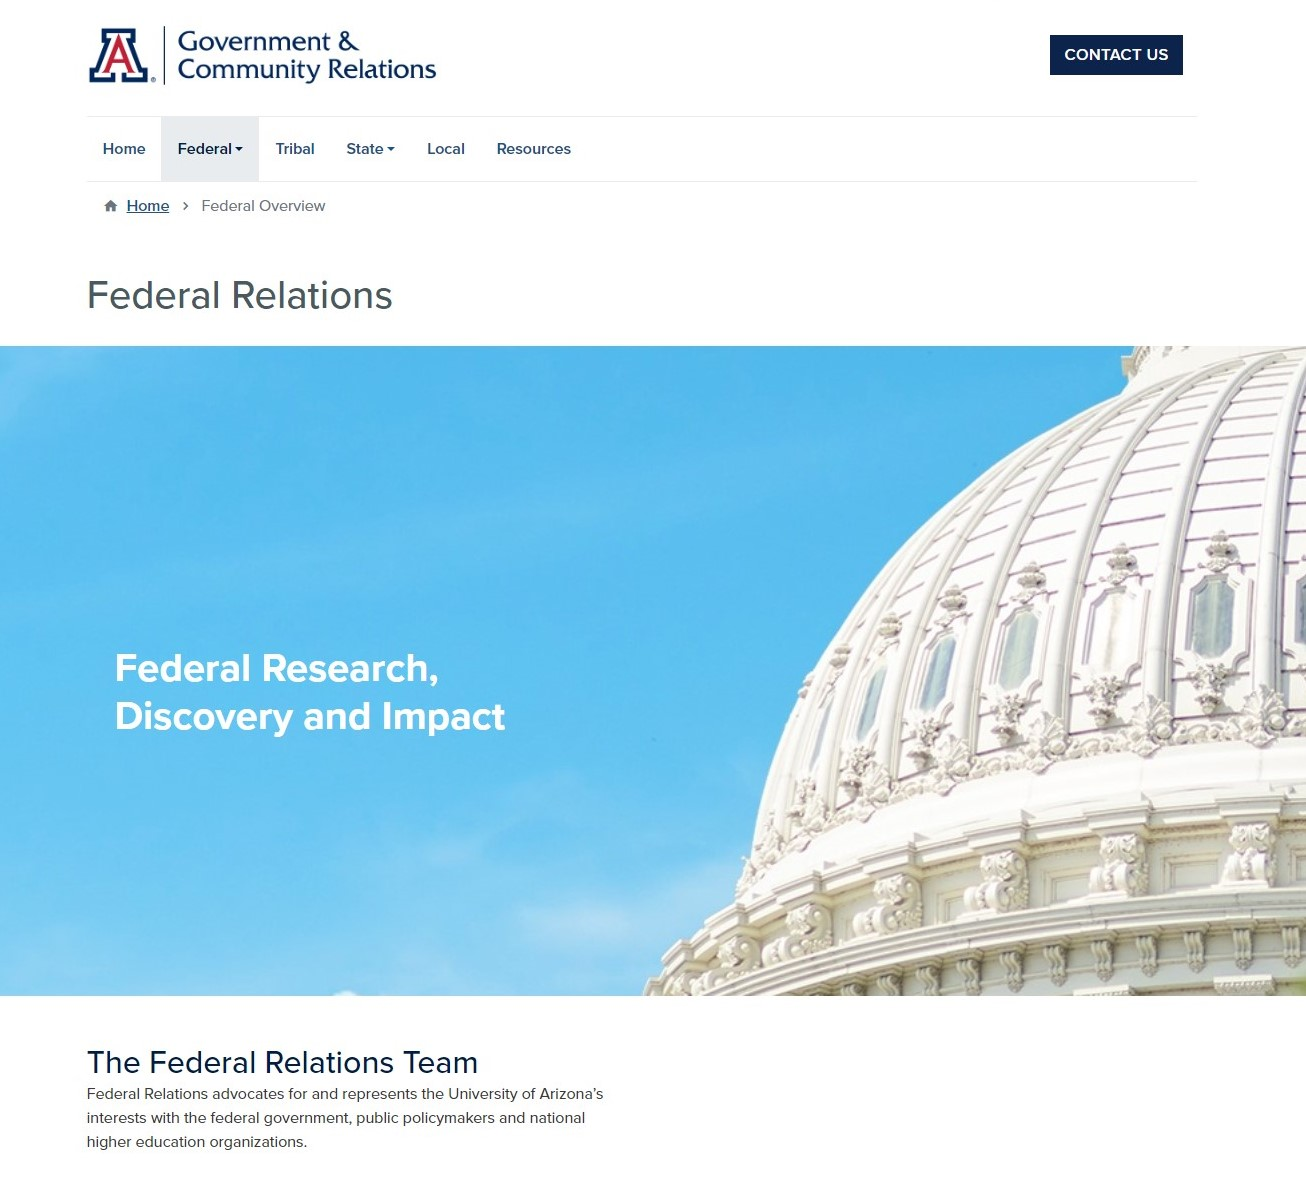 A
Government &
Community Relations
CONTACT US
Home Federal Tribal State Local Resources
Home > Federal Overview
Federal Relations
Federal Research,
Discovery and Impact
The Federal Relations Team
Federal Relations advocates for and represents the University of Arizona’s
interests with the federal government, public policymakers and national
higher education organizations.